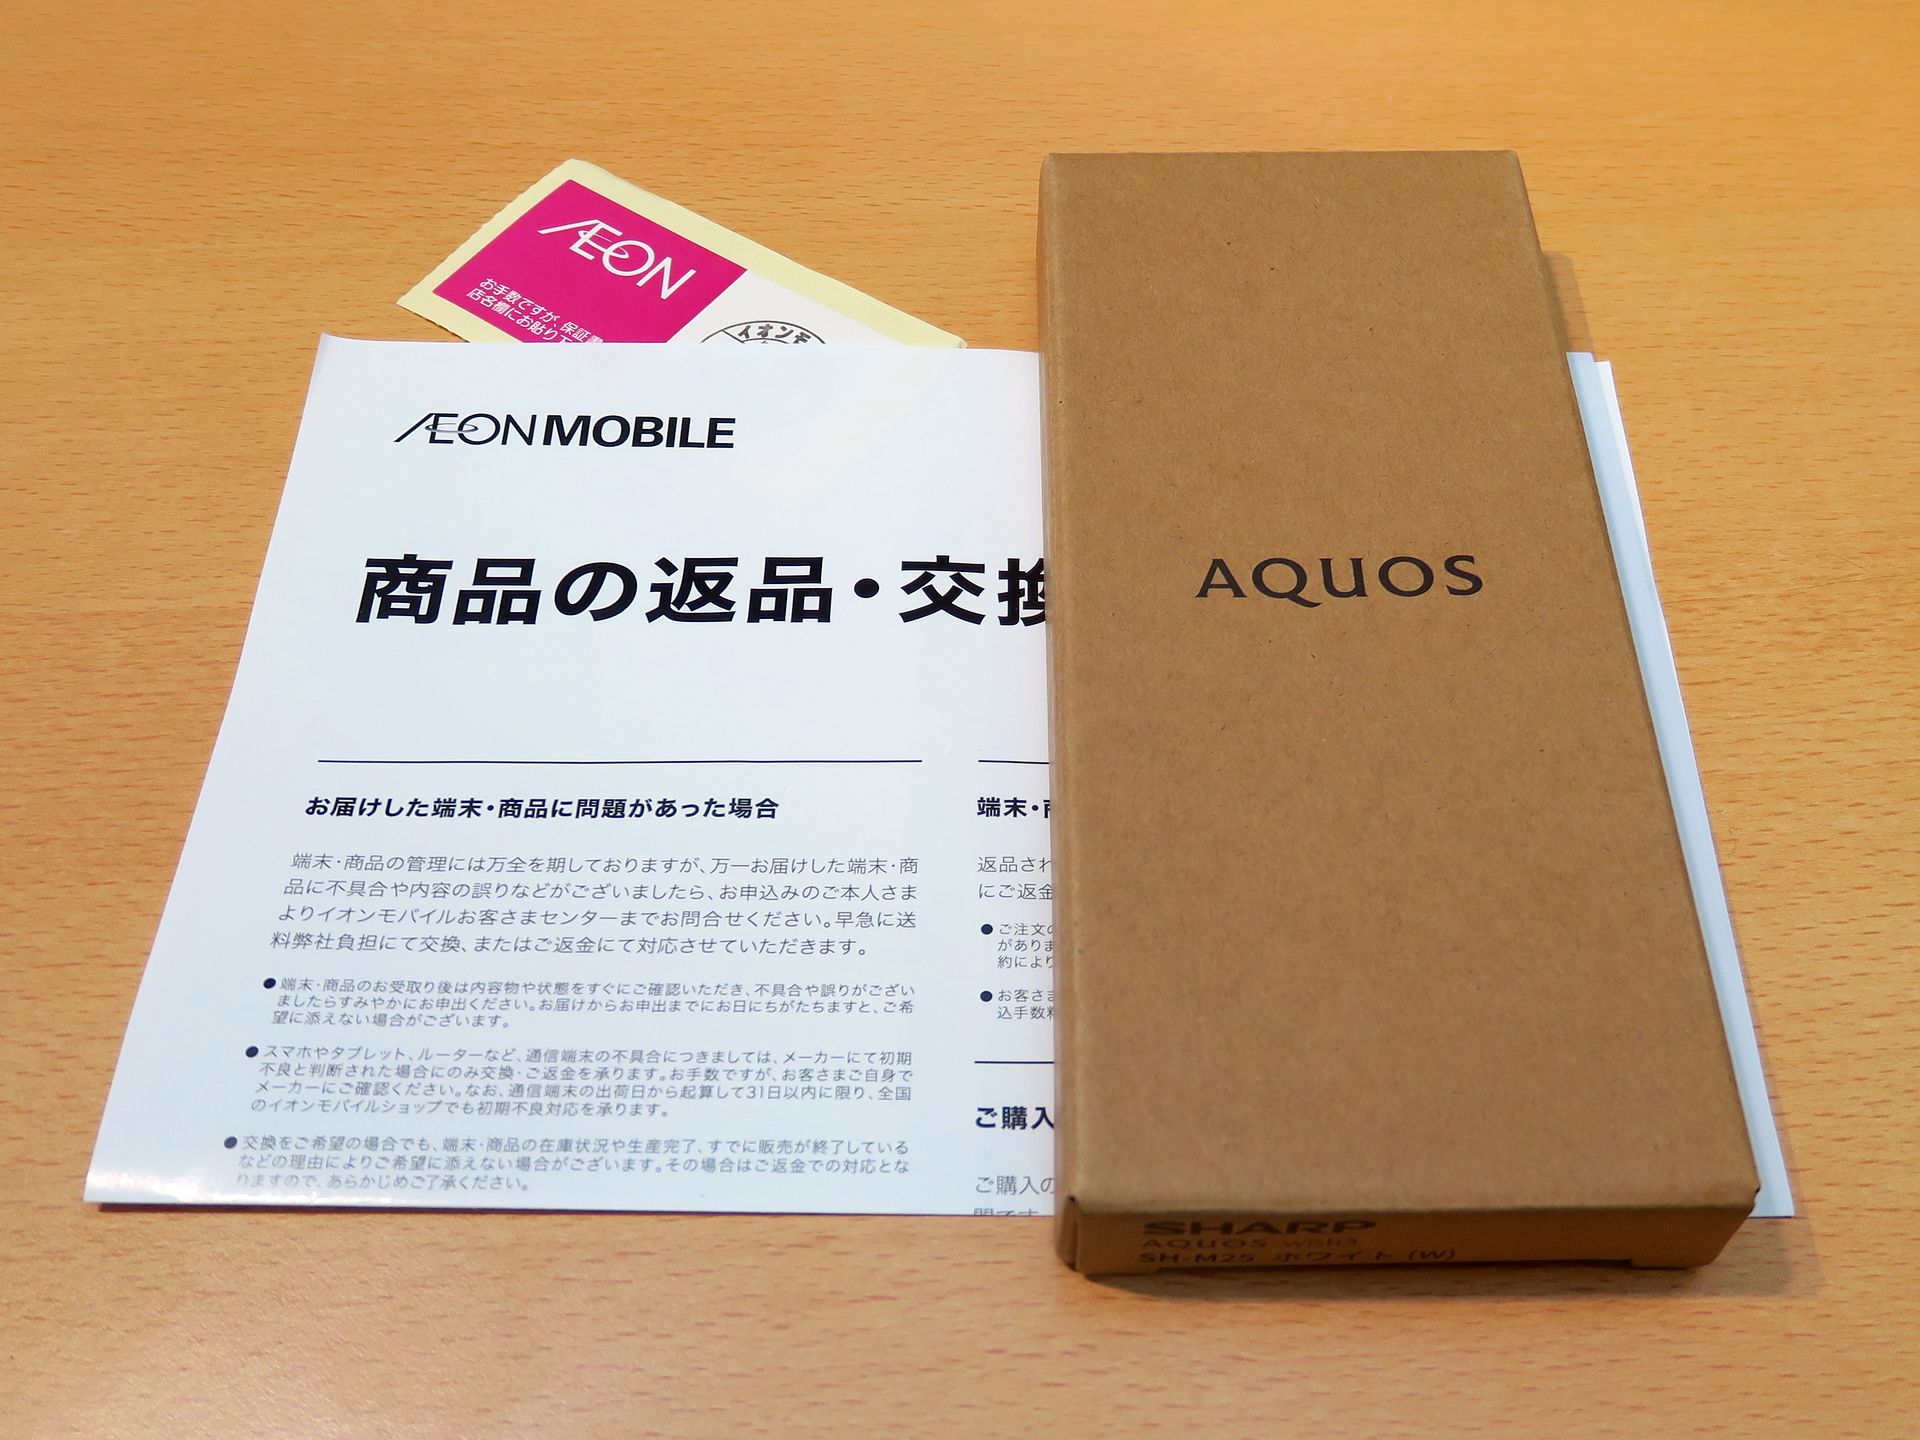 ÆON
お手数ですが、保証書
店名欄にお貼り下
イオンモ
ÆON MOBILE
商品の返品・交換
お届けした端末・商品に問題があった場合
端末・商品の管理には万全を期しておりますが、万一お届けした端末・商
品に不具合や内容の誤りなどがございましたら、お申込みのご本人さま
よりイオンモバイルお客さまセンターまでお問合せください。早急に送
料弊社負担にて交換、またはご返金にて対応させていただきます。
●端末・商品のお受取り後は内容物や状態をすぐにご確認いただき、不具合や誤りがござい
ましたらすみやかにお申出ください。お届けからお申出までにお日にちがたちますと、ご希
望に添えない場合がございます。
●スマホやタブレット、ルーターなど、通信端末の不具合につきましては、メーカーにて初期
不良と判断された場合にのみ交換・ご返金を承ります。お手数ですが、お客さまご自身で
メーカーにご確認ください。なお、通信端末の出荷日から起算して31日以内に限り、全国
のイオンモバイルショップでも初期不良対応を承ります。
●交換をご希望の場合でも、端末・商品の在庫状況や生産完了、すでに販売が終了している
などの理由によりご希望に添えない場合がございます。その場合はご返金での対応とな
りますので、あらかじめご了承ください。
端末・商
返品され
にご返金
●ご注文の
がありま
約により
●お客さま
込手数料
ご購入
ご購入の
間です
AQUOS
SHARP
AQUOS wish3
SH-M25 ホワイト(W)